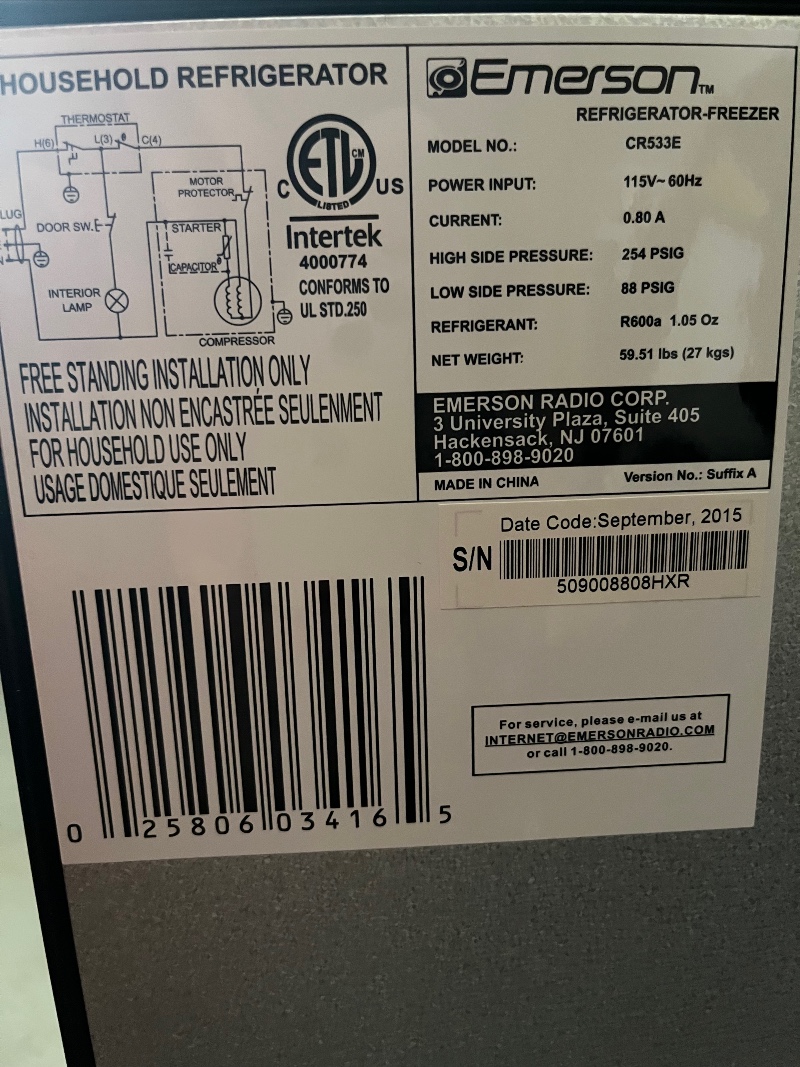 HOUSEHOLD REFRIGERATOR
THERMOSTAT
H(6) L(3) θ C(4)
MOTOR
PROTECTOR
DOOR SW.
STARTER
CAPACITOR θ
INTERIOR
LAMP
COMPRESSOR
ETL CM
LISTED
C US
Intertek
4000774
CONFORMS TO
UL STD.250
FREE STANDING INSTALLATION ONLY
INSTALLATION NON ENCASTRÉE SEULENMENT
FOR HOUSEHOLD USE ONLY
USAGE DOMESTIQUE SEULEMENT
Emerson TM
REFRIGERATOR-FREEZER
MODEL NO.: CR533E
POWER INPUT: 115V~60Hz
CURRENT: 0.80 A
HIGH SIDE PRESSURE: 254 PSIG
LOW SIDE PRESSURE: 88 PSIG
REFRIGERANT: R600a 1.05 Oz
NET WEIGHT: 59.51 lbs (27 kgs)
EMERSON RADIO CORP.
3 University Plaza, Suite 405
Hackensack, NJ 07601
1-800-898-9020
MADE IN CHINA Version No.: Suffix A
Date Code:September, 2015
S/N
509008808HXR
For service, please e-mail us at
INTERNET@EMERSONRADIO.COM
or call 1-800-898-9020.
0 25806 03416 5